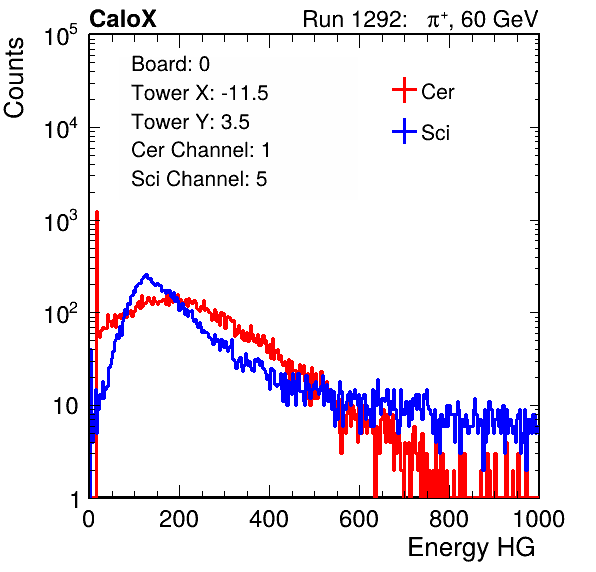 CaloX Run 1292: π⁺, 60 GeV
Counts
10⁵
10⁴
10³
10²
10
1
Board: 0
Tower X: -11.5
Tower Y: 3.5
Cer Channel: 1
Sci Channel: 5
Cer
Sci
0 200 400 600 800 1000
Energy HG